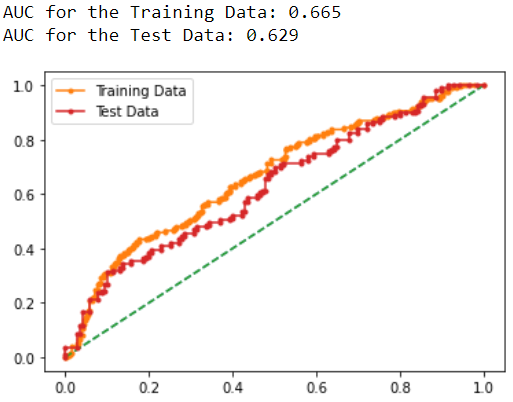 AUC for the Training Data: 0.665
AUC for the Test Data: 0.629
1.0
Training Data
Test Data
0.8
0.6
0.4
0.2
0.0
0.0 0.2 0.4 0.6 0.8 1.0